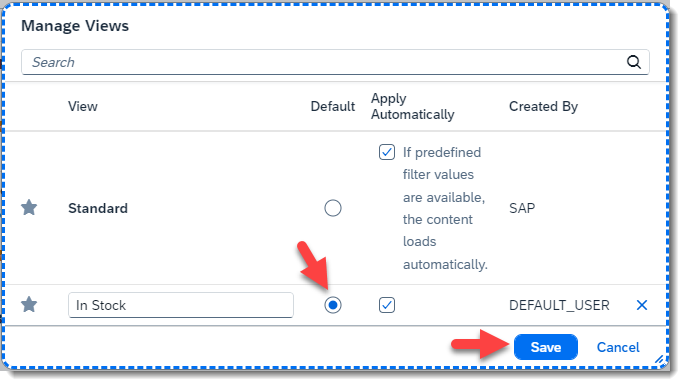 Manage Views
Search
View
Default
Apply
Automatically
Created By
If predefined
filter values
are available,
the content
loads
automatically.
Standard
SAP
In Stock
DEFAULT_USER
Save
Cancel